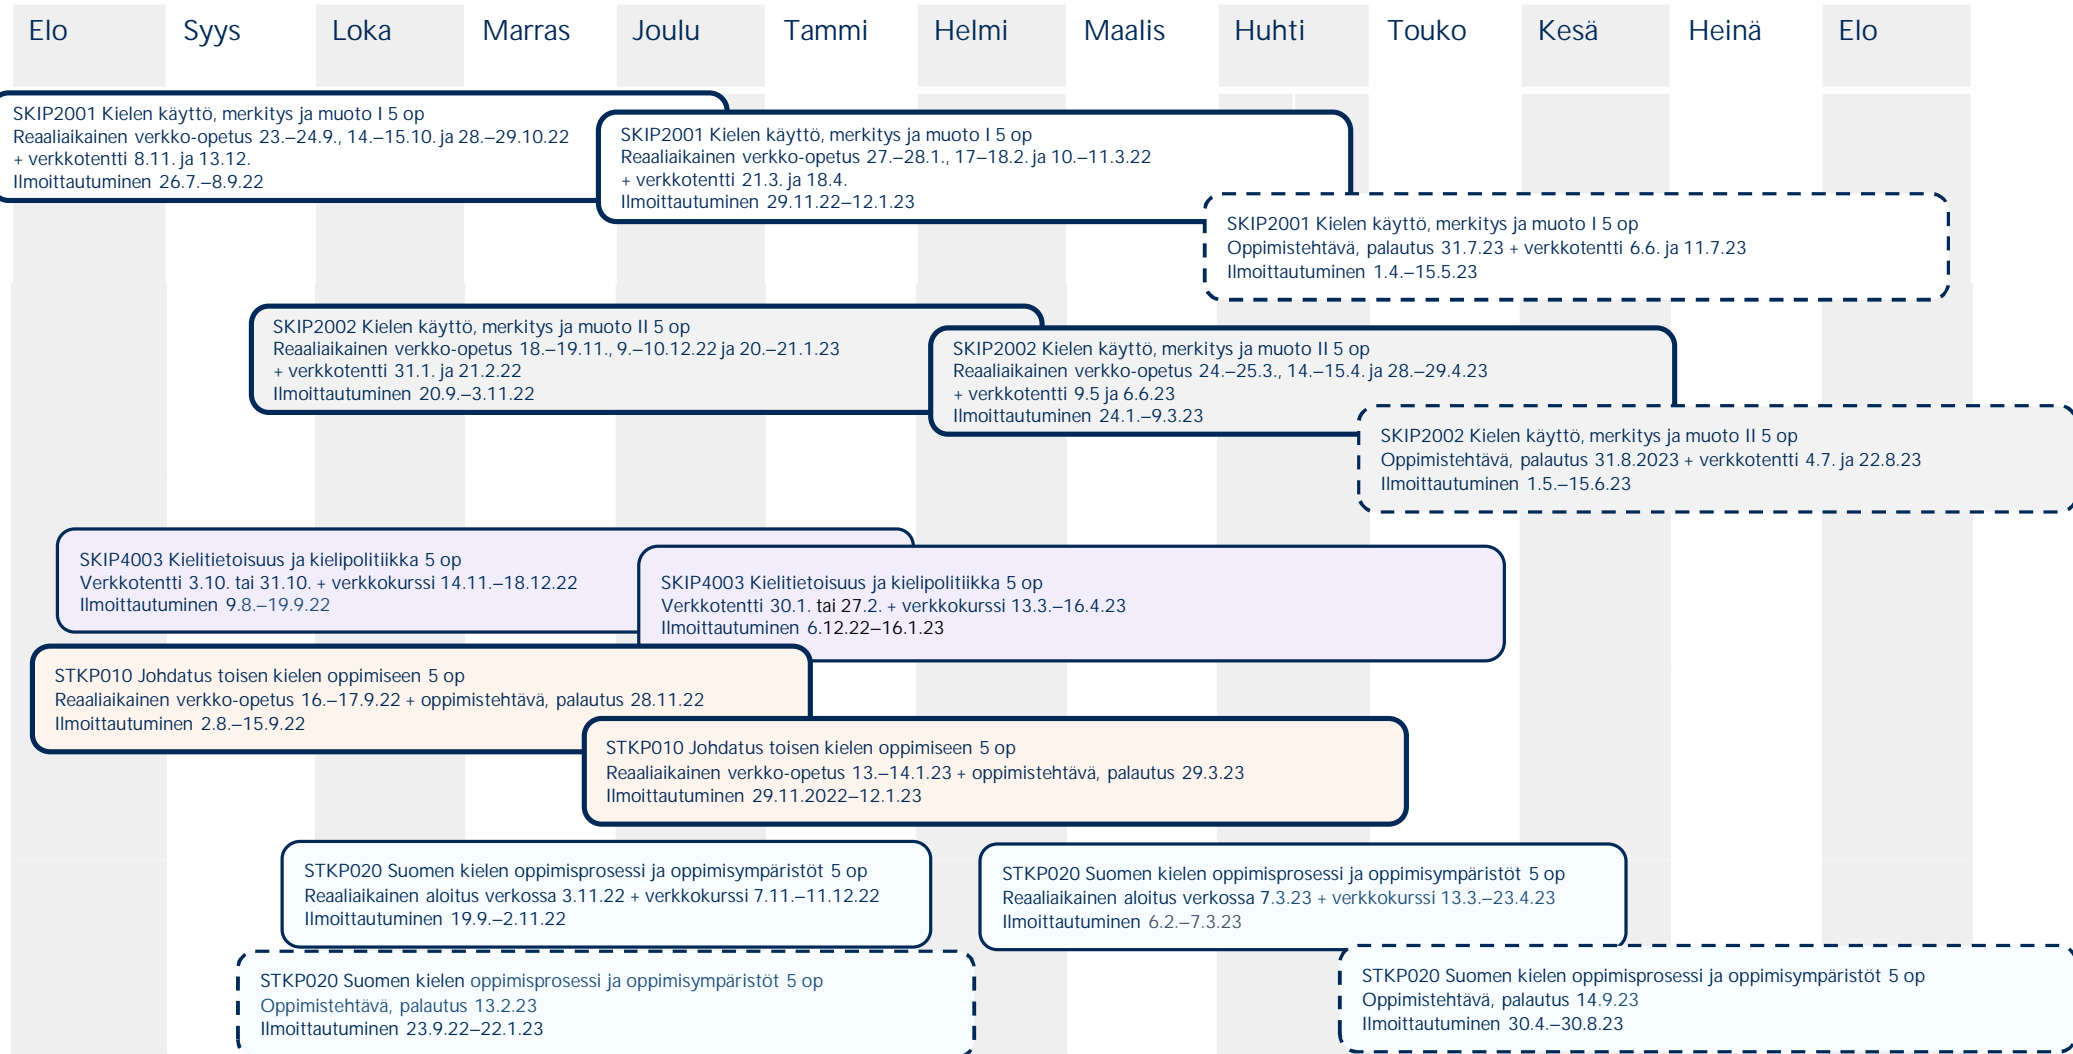 Elo Syys Loka Marras Joulu Tammi Helmi Maalis Huhti Touko Kesä Heinä Elo
SKIP2001 Kielen käyttö, merkitys ja muoto I 5 op
Reaaliaikainen verkko-opetus 23.–24.9., 14.–15.10. ja 28.–29.10.22
+ verkkotentti 8.11. ja 13.12.
Ilmoittautuminen 26.7.–8.9.22
SKIP2001 Kielen käyttö, merkitys ja muoto I 5 op
Reaaliaikainen verkko-opetus 27.–28.1., 17–18.2. ja 10.–11.3.22
+ verkkotentti 21.3. ja 18.4.
Ilmoittautuminen 29.11.22–12.1.23
SKIP2001 Kielen käyttö, merkitys ja muoto I 5 op
Oppimistehtävä, palautus 31.7.23 + verkkotentti 6.6. ja 11.7.23
Ilmoittautuminen 1.4.–15.5.23
SKIP2002 Kielen käyttö, merkitys ja muoto II 5 op
Reaaliaikainen verkko-opetus 18.–19.11., 9.–10.12.22 ja 20.–21.1.23
+ verkkotentti 31.1. ja 21.2.22
Ilmoittautuminen 20.9.–3.11.22
SKIP2002 Kielen käyttö, merkitys ja muoto II 5 op
Reaaliaikainen verkko-opetus 24.–25.3., 14.–15.4. ja 28.–29.4.23
+ verkkotentti 9.5 ja 6.6.23
Ilmoittautuminen 24.1.–9.3.23
SKIP2002 Kielen käyttö, merkitys ja muoto II 5 op
Oppimistehtävä, palautus 31.8.2023 + verkkotentti 4.7. ja 22.8.23
Ilmoittautuminen 1.5.–15.6.23
SKIP4003 Kielitietoisuus ja kielipolitiikka 5 op
Verkkotentti 3.10. tai 31.10. + verkkokurssi 14.11.–18.12.22
Ilmoittautuminen 9.8.–19.9.22
SKIP4003 Kielitietoisuus ja kielipolitiikka 5 op
Verkkotentti 30.1. tai 27.2. + verkkokurssi 13.3.–16.4.23
Ilmoittautuminen 6.12.22–16.1.23
STKP010 Johdatus toisen kielen oppimiseen 5 op
Reaaliaikainen verkko-opetus 16.–17.9.22 + oppimistehtävä, palautus 28.11.22
Ilmoittautuminen 2.8.–15.9.22
STKP010 Johdatus toisen kielen oppimiseen 5 op
Reaaliaikainen verkko-opetus 13.–14.1.23 + oppimistehtävä, palautus 29.3.23
Ilmoittautuminen 29.11.2022–12.1.23
STKP020 Suomen kielen oppimisprosessi ja oppimisympäristöt 5 op
Reaaliaikainen aloitus verkossa 3.11.22 + verkkokurssi 7.11.–11.12.22
Ilmoittautuminen 19.9.–2.11.22
STKP020 Suomen kielen oppimisprosessi ja oppimisympäristöt 5 op
Reaaliaikainen aloitus verkossa 7.3.23 + verkkokurssi 13.3.–23.4.23
Ilmoittautuminen 6.2.–7.3.23
STKP020 Suomen kielen oppimisprosessi ja oppimisympäristöt 5 op
Oppimistehtävä, palautus 13.2.23
Ilmoittautuminen 23.9.22–22.1.23
STKP020 Suomen kielen oppimisprosessi ja oppimisympäristöt 5 op
Oppimistehtävä, palautus 14.9.23
Ilmoittautuminen 30.4.–30.8.23